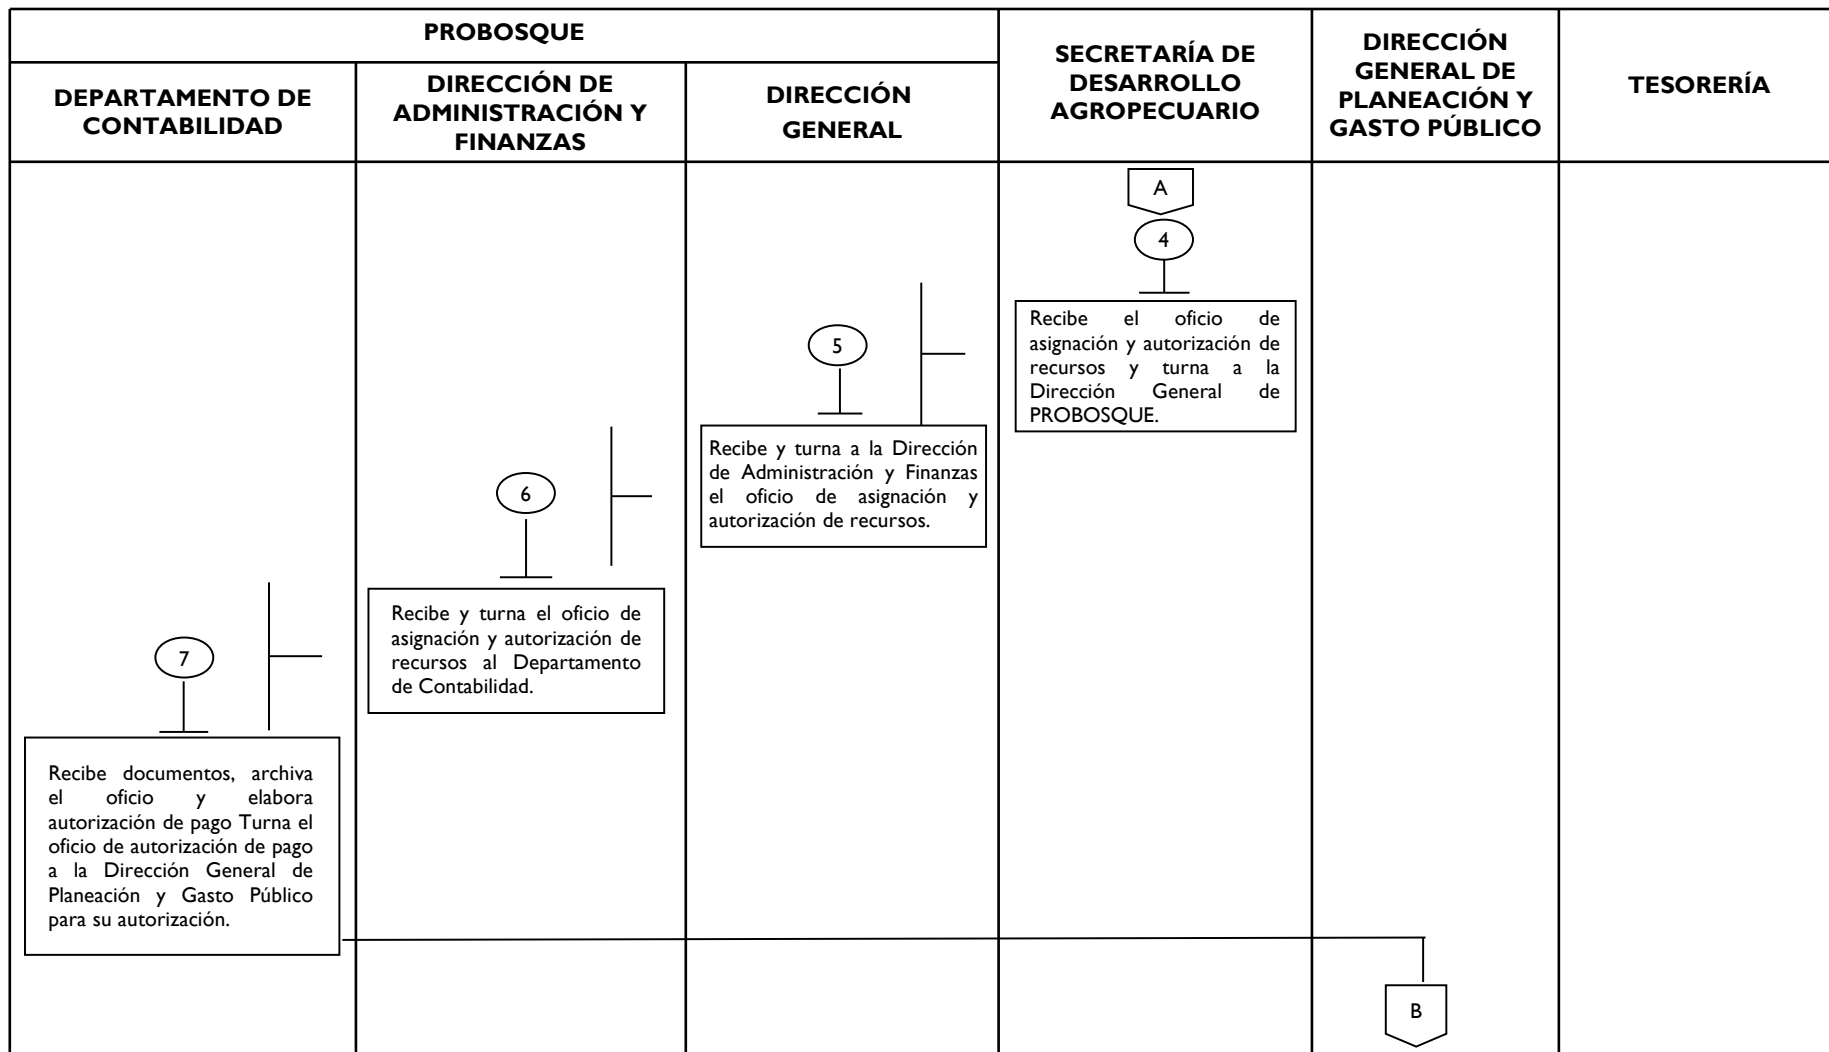 PROBOSQUE
SECRETARÍA DE
DESARROLLO
AGROPECUARIO
DIRECCIÓN
GENERAL DE
PLANEACIÓN Y
GASTO PÚBLICO
TESORERÍA
DEPARTAMENTO DE
CONTABILIDAD
DIRECCIÓN DE
ADMINISTRACIÓN Y
FINANZAS
DIRECCIÓN
GENERAL
A
4
Recibe el oficio de
asignación y autorización de
recursos y turna a la
Dirección General de
PROBOSQUE.
5
Recibe y turna a la Dirección
de Administración y Finanzas
el oficio de asignación y
autorización de recursos.
6
Recibe y turna el oficio de
asignación y autorización de
recursos al Departamento
de Contabilidad.
7
Recibe documentos, archiva
el oficio y elabora
autorización de pago Turna el
oficio de autorización de pago
a la Dirección General de
Planeación y Gasto Público
para su autorización.
B